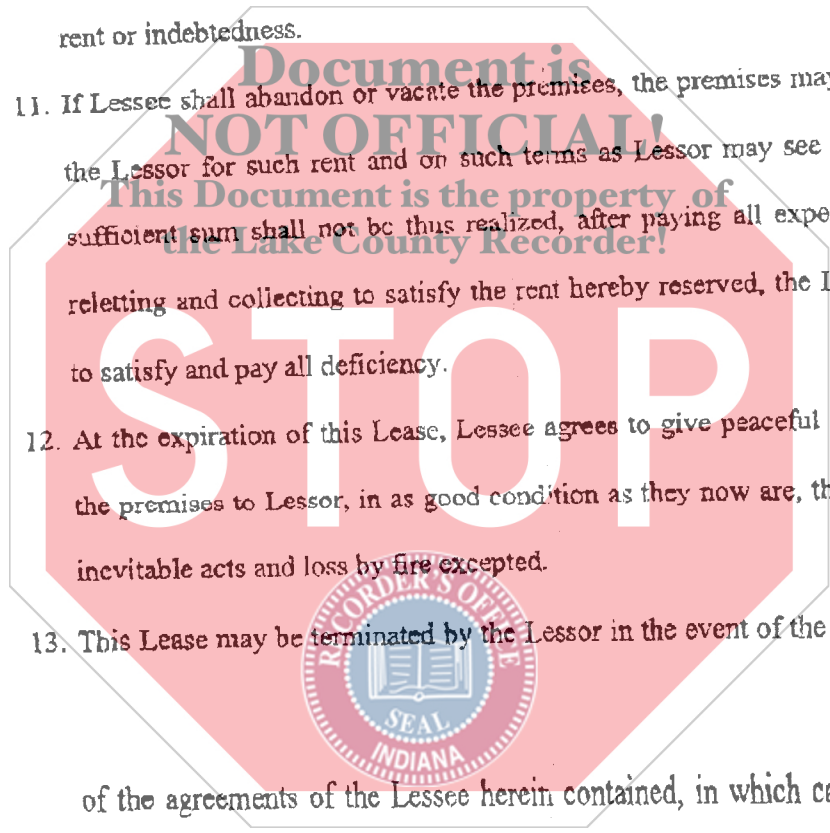 rent or indebtedness.
Document is
11. If Lessee shall abandon or vacate the premises, the premises may
NOT OFFICIAL!
the Lessor for such rent and on such terms as Lessor may see
This Document is the property of
sufficient sum shall not be thus realized, after paying all expe
the Lake County Recorder!
reletting and collecting to satisfy the rent hereby reserved, the L
STOP
to satisfy and pay all deficiency.
12. At the expiration of this Lease, Lessee agrees to give peaceful
the premises to Lessor, in as good condition as they now are, th
inevitable acts and loss by fire excepted.
RECORDER'S OFFICE
13. This Lease may be terminated by the Lessor in the event of the
SEAL
INDIANA
of the agreements of the Lessee herein contained, in which ca